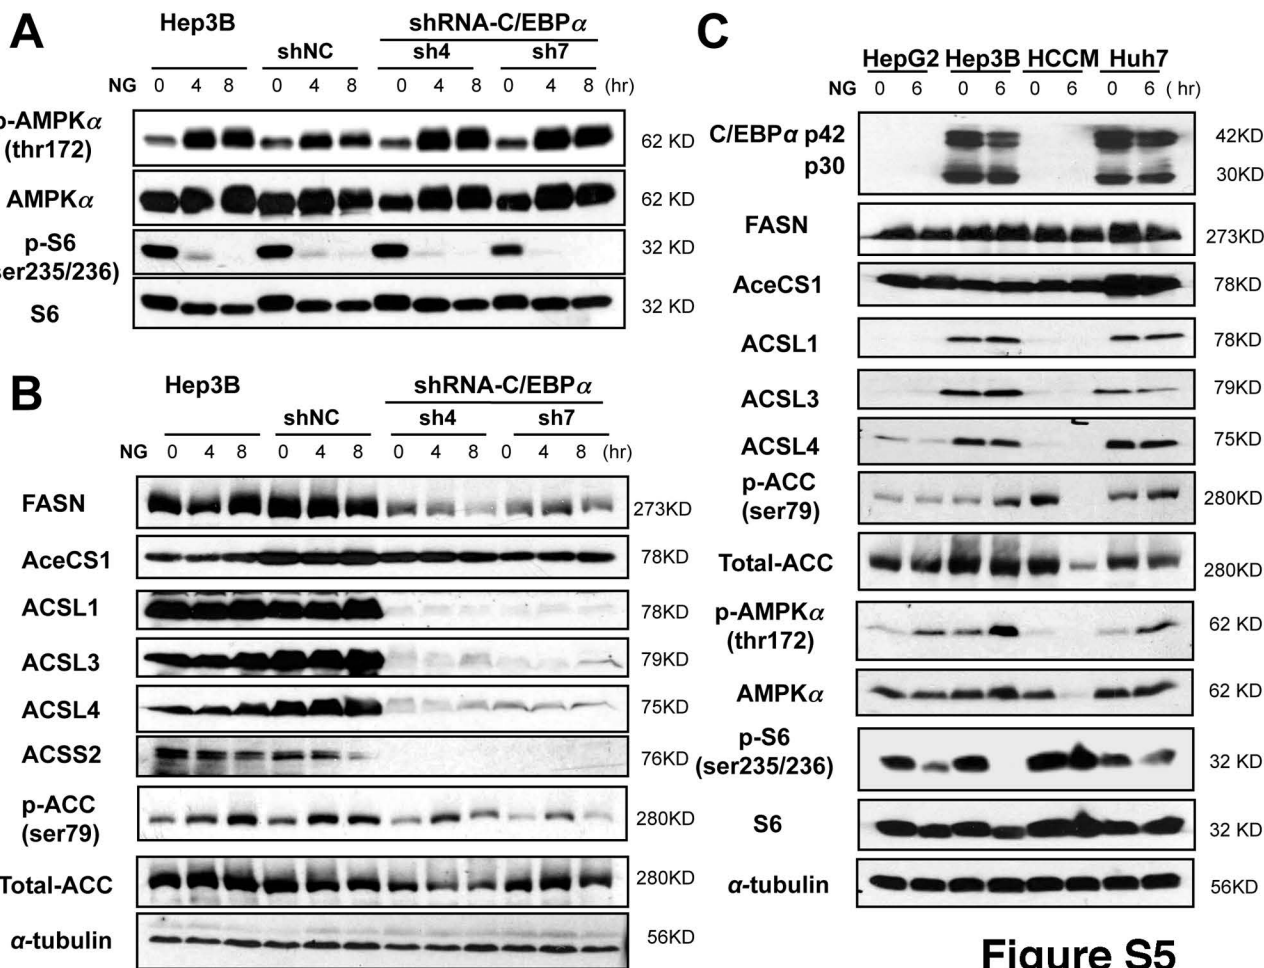 A
Hep3B
shRNA-C/EBPα
shNC
sh4
sh7
NG 0 4 8 0 4 8 0 4 8 0 4 8 (hr)
p-AMPKα
(thr172)
62 KD
AMPKα
62 KD
p-S6
ser235/236)
32 KD
S6
32 KD
B
Hep3B
shRNA-C/EBPα
shNC
sh4
sh7
NG 0 4 8 0 4 8 0 4 8 0 4 8 (hr)
FASN
273KD
AceCS1
78KD
ACSL1
78KD
ACSL3
79KD
ACSL4
75KD
ACSS2
76KD
p-ACC
(ser79)
280KD
Total-ACC
280KD
α-tubulin
56KD
C
HepG2 Hep3B HCCM Huh7
NG 0 6 0 6 0 6 0 6 ( hr)
C/EBPα p42
42KD
p30
30KD
FASN
273KD
AceCS1
78KD
ACSL1
78KD
ACSL3
79KD
ACSL4
75KD
p-ACC
(ser79)
280KD
Total-ACC
280KD
p-AMPKα
(thr172)
62 KD
AMPKα
62 KD
p-S6
(ser235/236)
32 KD
S6
32 KD
α-tubulin
56KD
Figure S5